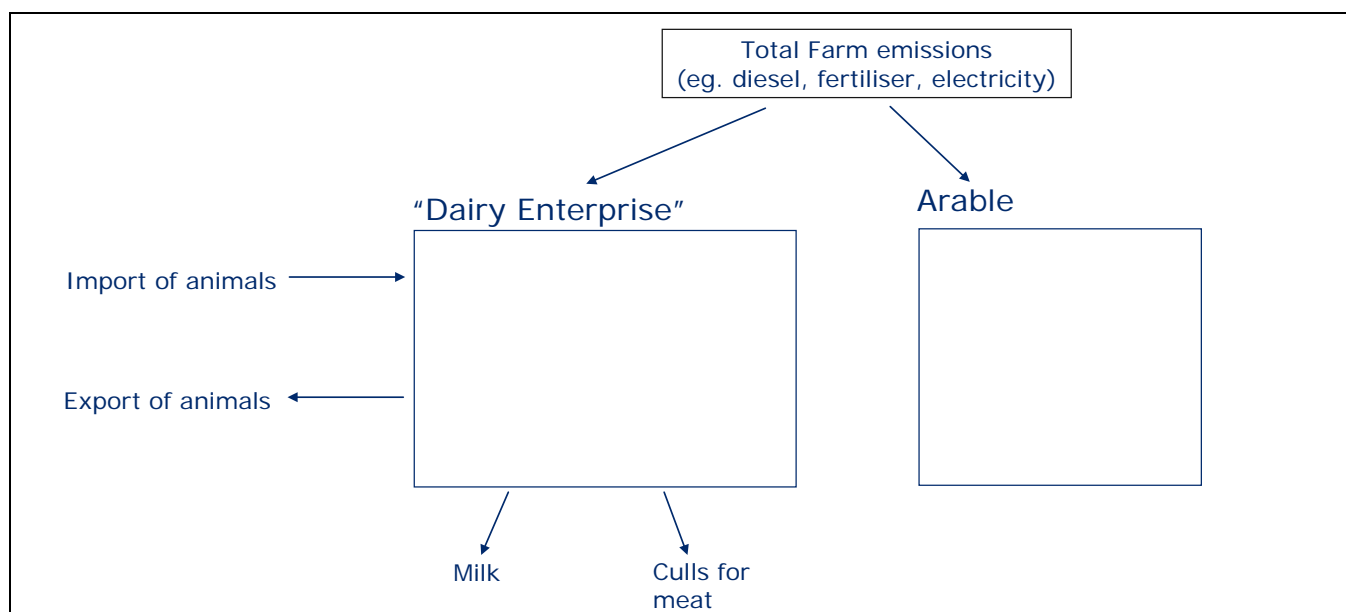 Total Farm emissions
(eg. diesel, fertiliser, electricity)
“Dairy Enterprise”
Arable
Import of animals
Export of animals
Milk
Culls for
meat